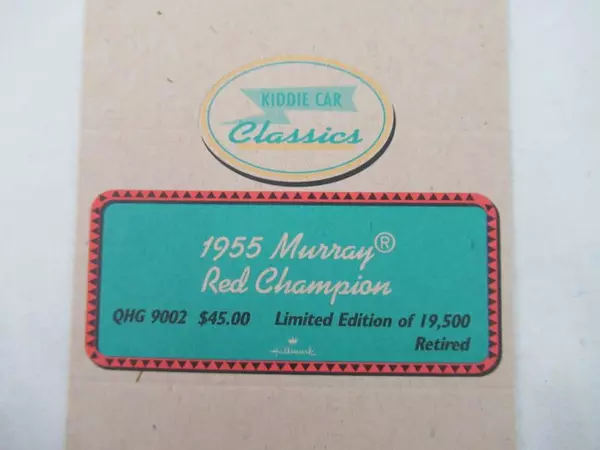 KIDDIE CAR
Classics
1955 Murray®
Red Champion
QHG 9002 $45.00 Limited Edition of 19,500
Retired
Hallmark